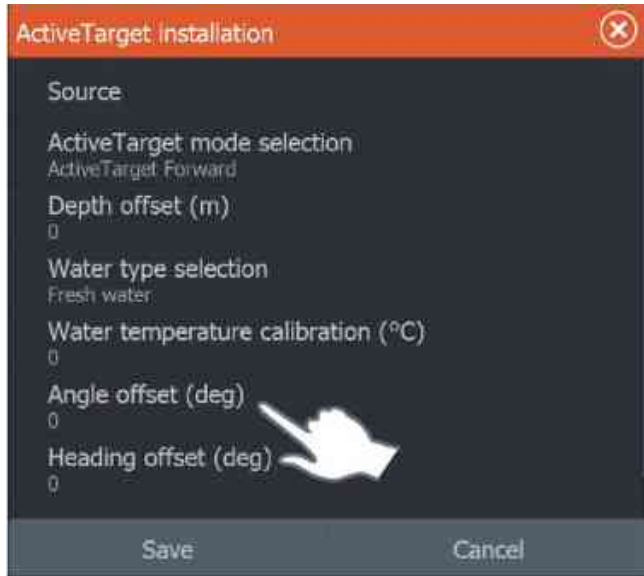 ActiveTarget installation
Source
ActiveTarget mode selection
ActiveTarget Forward
Depth offset (m)
0
Water type selection
Fresh water
Water temperature calibration (°C)
0
Angle offset (deg)
0
Heading offset (deg)
0
Save
Cancel